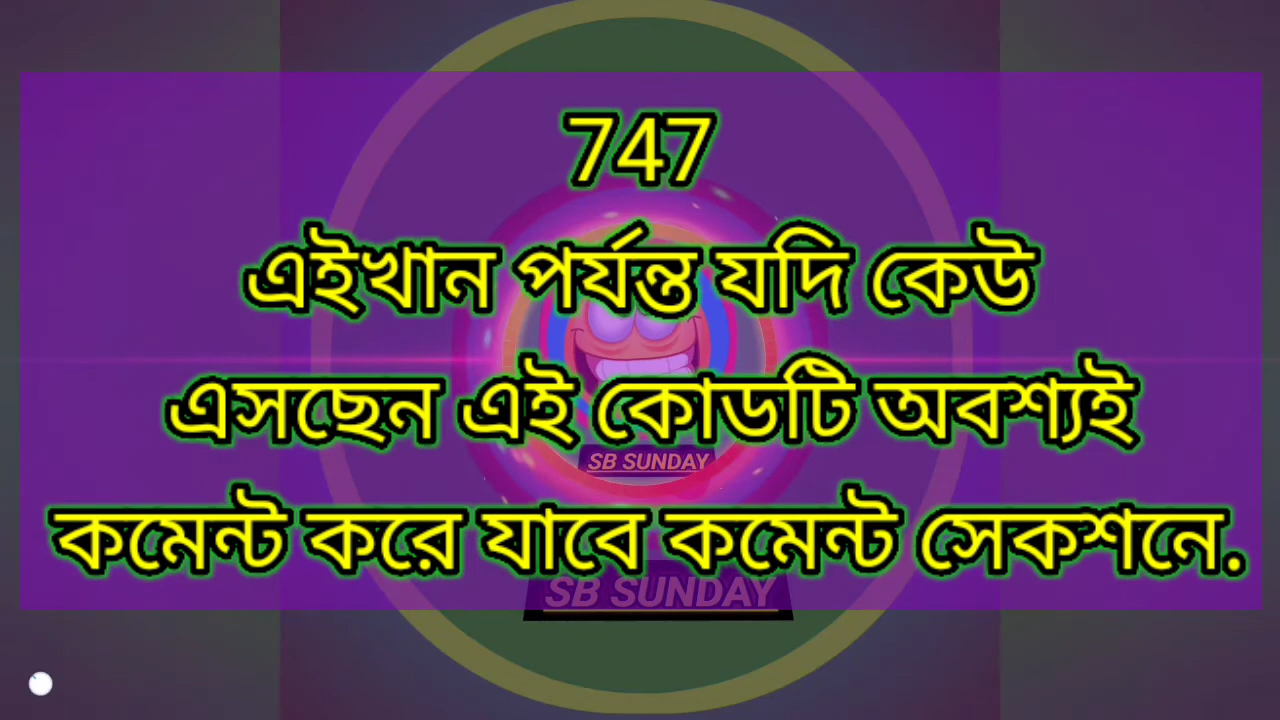 747
এইখান পর্যন্ত যদি কেউ
এসছেন এই কোডটি অবশ্যই
SB SUNDAY
কমেন্ট করে যাবে কমেন্ট সেকশনে.
SB SUNDAY